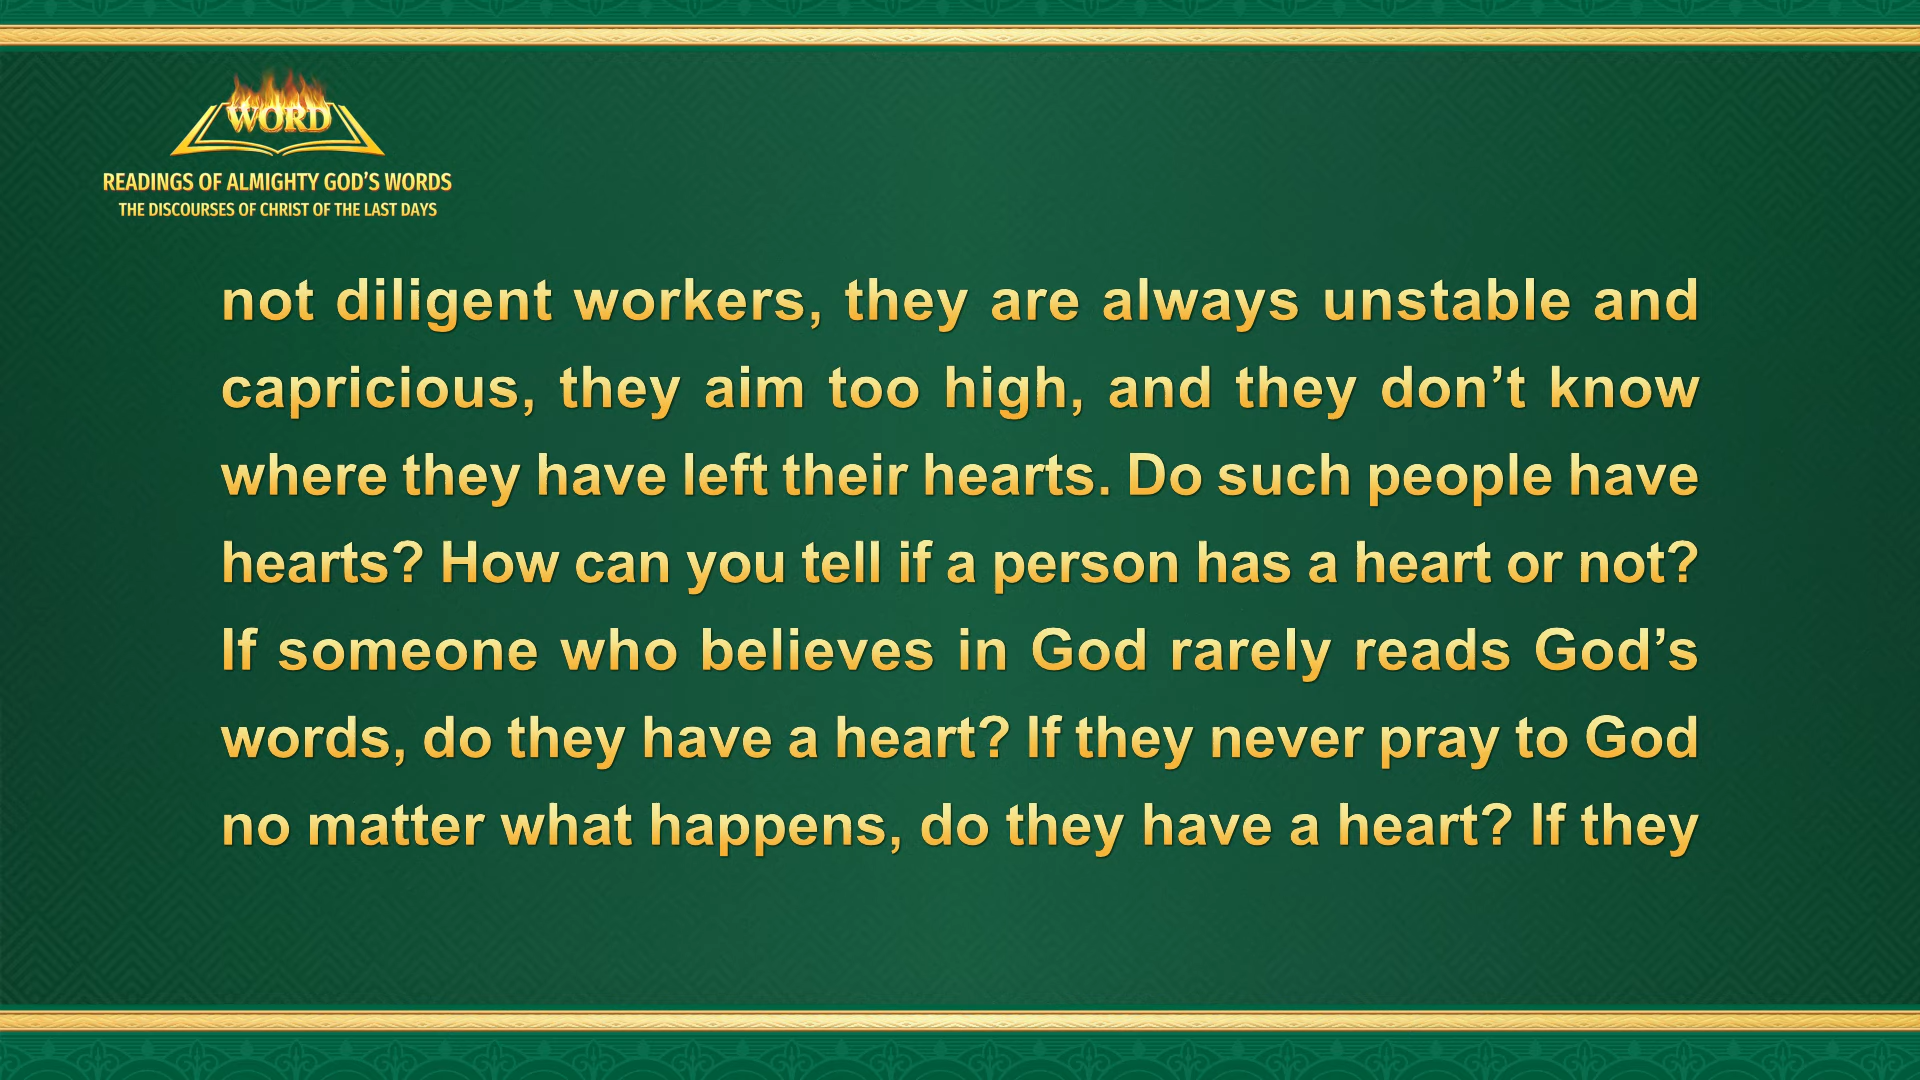 WORD
READINGS OF ALMIGHTY GOD’S WORDS
THE DISCOURSES OF CHRIST OF THE LAST DAYS
not diligent workers, they are always unstable and
capricious, they aim too high, and they don’t know
where they have left their hearts. Do such people have
hearts? How can you tell if a person has a heart or not?
If someone who believes in God rarely reads God’s
words, do they have a heart? If they never pray to God
no matter what happens, do they have a heart? If they